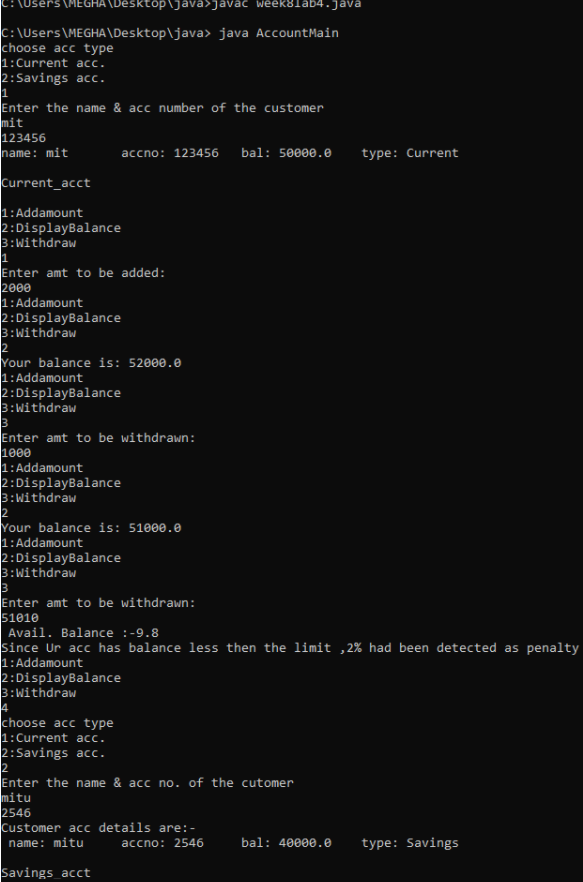 C:\Users\MEGHA\Desktop\java>javac week8lab4.java
C:\Users\MEGHA\Desktop\java> java AccountMain
choose acc type
1:Current acc.
2:Savings acc.
1
Enter the name & acc number of the customer
mit
123456
name: mit accno: 123456 bal: 50000.0 type: Current
Current_acct
1:Addamount
2:DisplayBalance
3:Withdraw
1
Enter amt to be added:
2000
1:Addamount
2:DisplayBalance
3:Withdraw
2
Your balance is: 52000.0
1:Addamount
2:DisplayBalance
3:Withdraw
3
Enter amt to be withdrawn:
1000
1:Addamount
2:DisplayBalance
3:Withdraw
2
Your balance is: 51000.0
1:Addamount
2:DisplayBalance
3:Withdraw
3
Enter amt to be withdrawn:
51010
Avail. Balance :-9.8
Since Ur acc has balance less then the limit ,2% had been detected as penalty
1:Addamount
2:DisplayBalance
3:Withdraw
4
choose acc type
1:Current acc.
2:Savings acc.
2
Enter the name & acc no. of the cutomer
mitu
2546
Customer acc details are:-
name: mitu accno: 2546 bal: 40000.0 type: Savings
Savings_acct